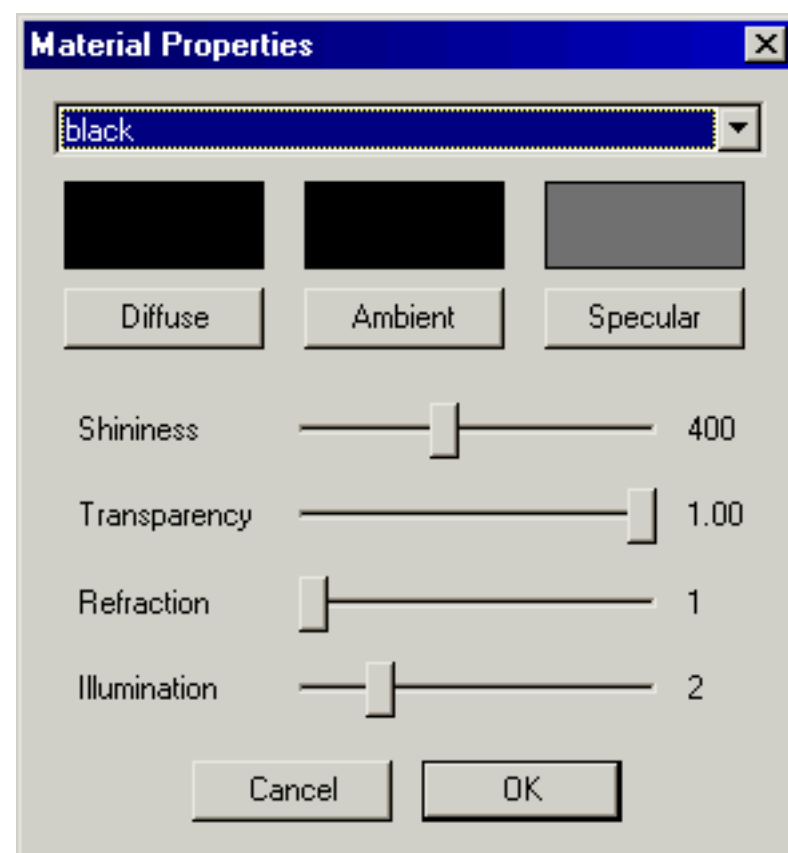 Material Properties
black
Diffuse Ambient Specular
Shininess 400
Transparency 1.00
Refraction 1
Illumination 2
Cancel OK